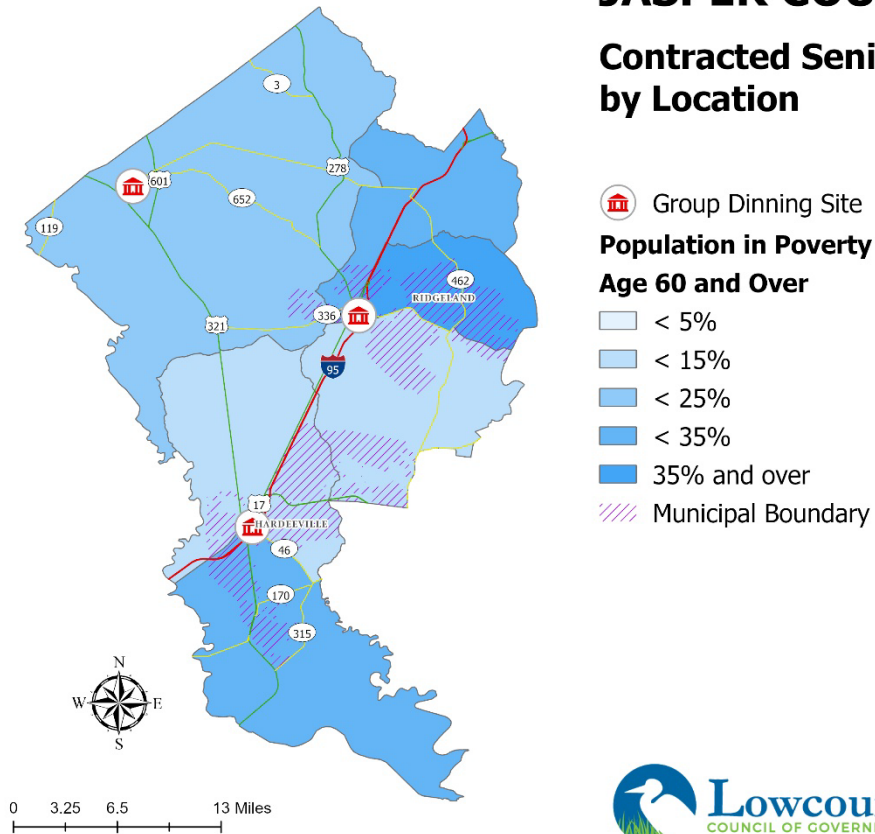 JASPER COU
Contracted Seni
by Location
Group Dinning Site
Population in Poverty
Age 60 and Over
< 5%
< 15%
< 25%
< 35%
35% and over
Municipal Boundary
3
601
278
652
119
462
RIDGELAND
336
321
95
17
HARDEEVILLE
46
170
315
N
W E
S
0 3.25 6.5 13 Miles
Lowcou
COUNCIL OF GOVERN